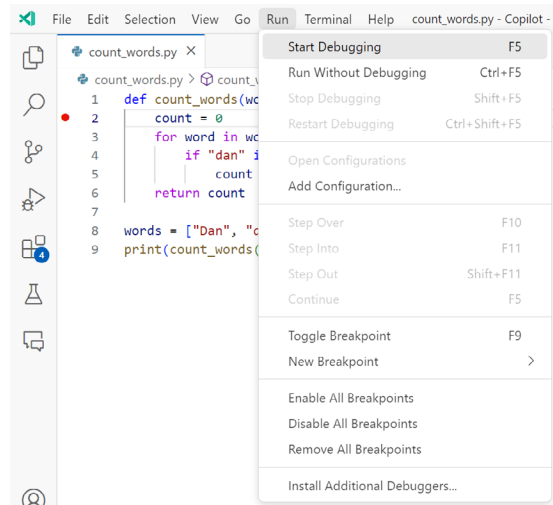 File Edit Selection View Go Run Terminal Help count_words.py - Copilot -
count_words.py
count_words.py > count_
1 def count_words(
2 count = 0
3 for word in
4 if "dan"
5 count
6 return count
7
8 words = ["Dan", "
9 print(count_words(
4
Start Debugging F5
Run Without Debugging Ctrl+F5
Stop Debugging Shift+F5
Restart Debugging Ctrl+Shift+F5
Open Configurations
Add Configuration...
Step Over F10
Step Into F11
Step Out Shift+F11
Continue F5
Toggle Breakpoint F9
New Breakpoint >
Enable All Breakpoints
Disable All Breakpoints
Remove All Breakpoints
Install Additional Debuggers...